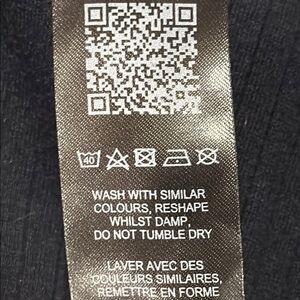 40
WASH WITH SIMILAR
COLOURS, RESHAPE
WHILST DAMP,
DO NOT TUMBLE DRY
LAVER AVEC DES
COULEURS SIMILAIRES,
REMETTRE EN FORME